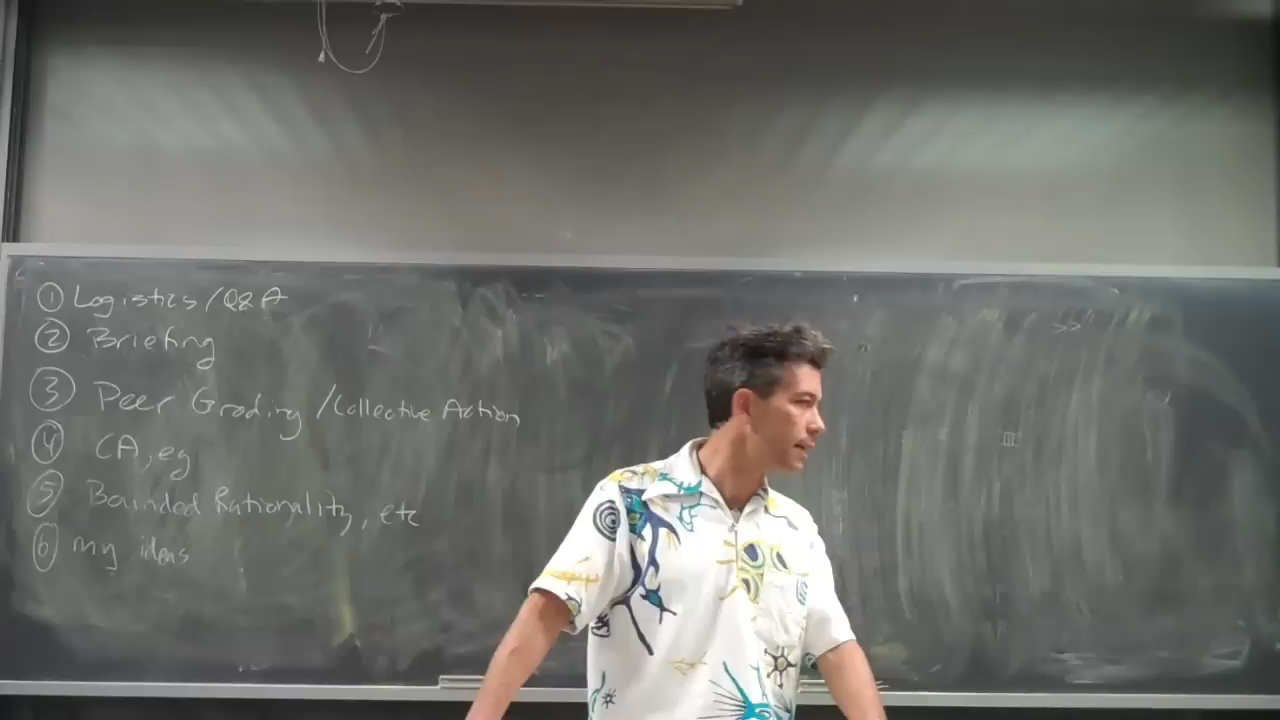 ① Logistics/Q&A
② Briefing
③ Peer Grading/Collective Action
④ CA, eg
⑤ Bounded Rationality, etc
⑥ my ideas